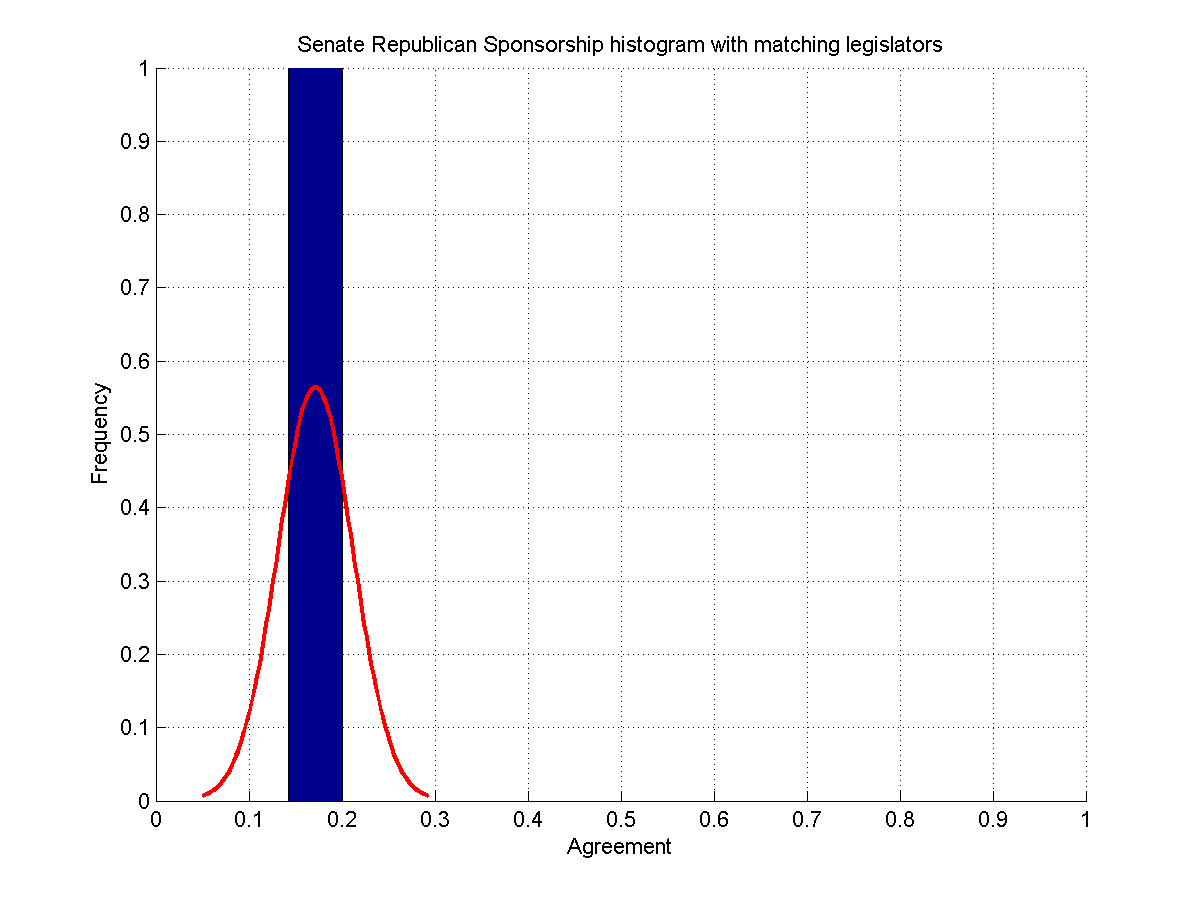 Senate Republican Sponsorship histogram with matching legislators
1
0.9
0.8
0.7
0.6
0.5
0.4
0.3
0.2
0.1
0
Frequency
0 0.1 0.2 0.3 0.4 0.5 0.6 0.7 0.8 0.9 1
Agreement